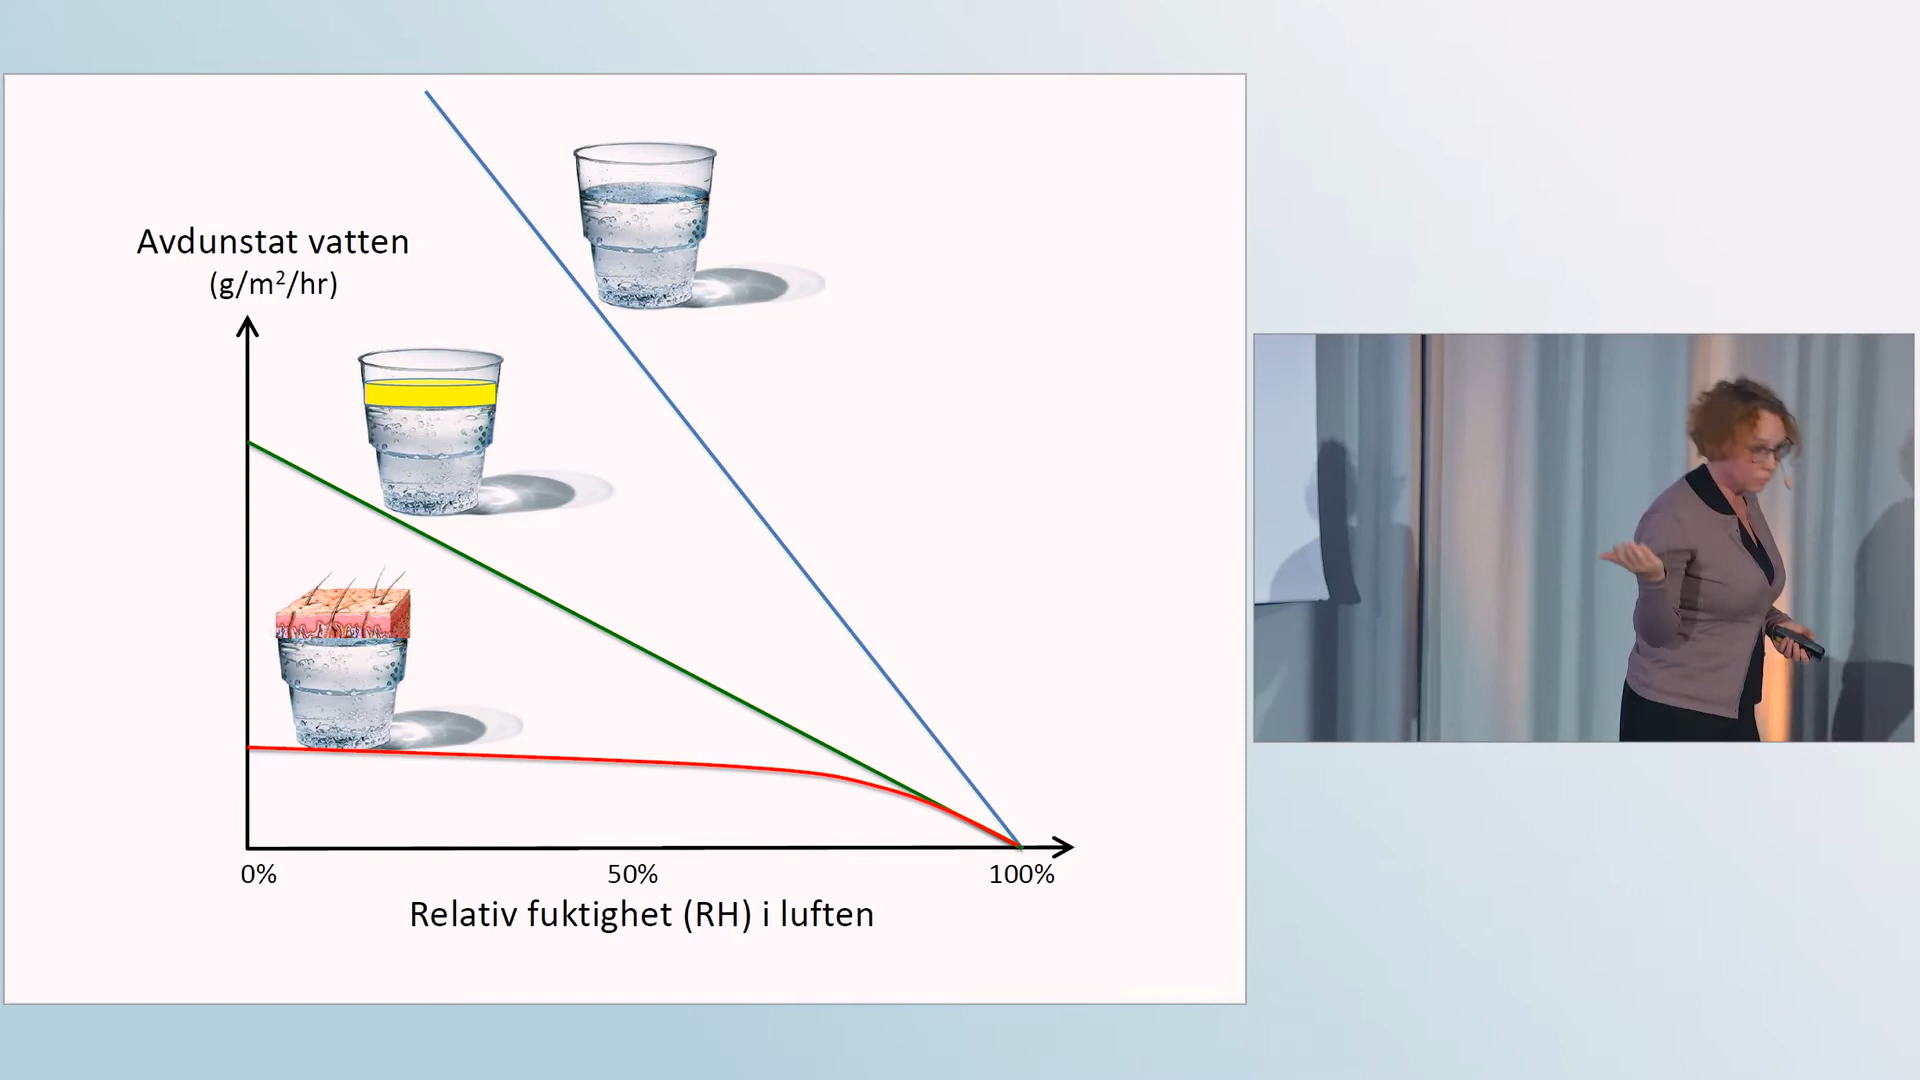 Avdunstat vatten
(g/m²/hr)
0%
50%
100%
Relativ fuktighet (RH) i luften